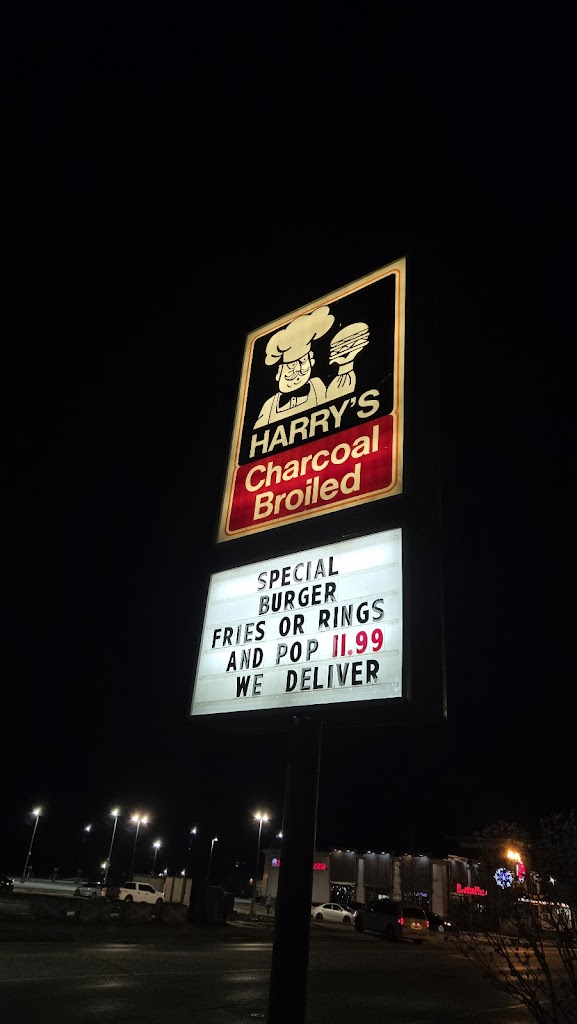 HARRY'S
Charcoal
Broiled
SPECIAL
BURGER
FRIES OR RINGS
AND POP 11.99
WE DELIVER